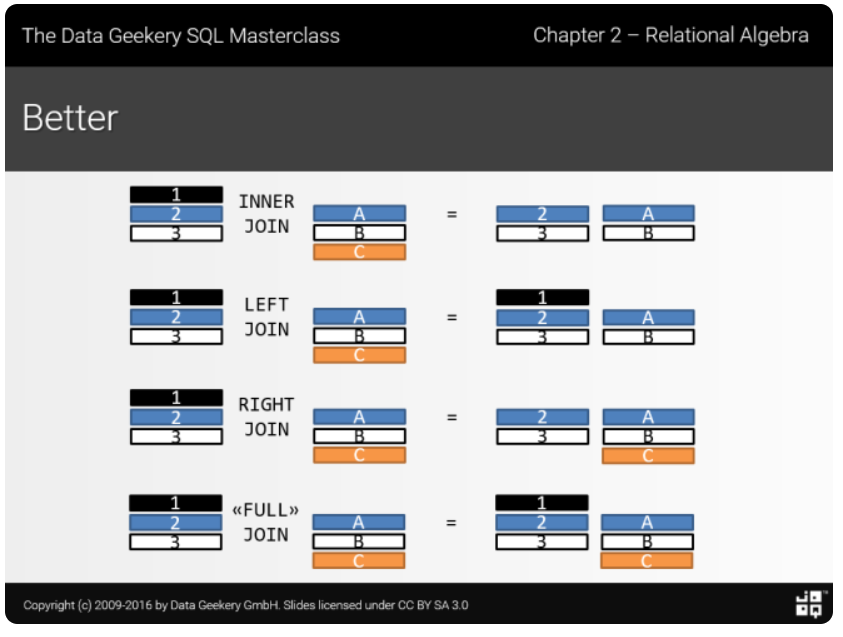 The Data Geekery SQL Masterclass
Chapter 2 – Relational Algebra
Better
1
2
3
INNER
JOIN
A
B
C
=
2
3
A
B
1
2
3
LEFT
JOIN
A
B
C
=
1
2
3
A
B
1
2
3
RIGHT
JOIN
A
B
C
=
2
3
A
B
C
1
2
3
«FULL»
JOIN
A
B
C
=
1
2
3
A
B
C
Copyright (c) 2009-2016 by Data Geekery GmbH. Slides licensed under CC BY SA 3.0
JOOQ™